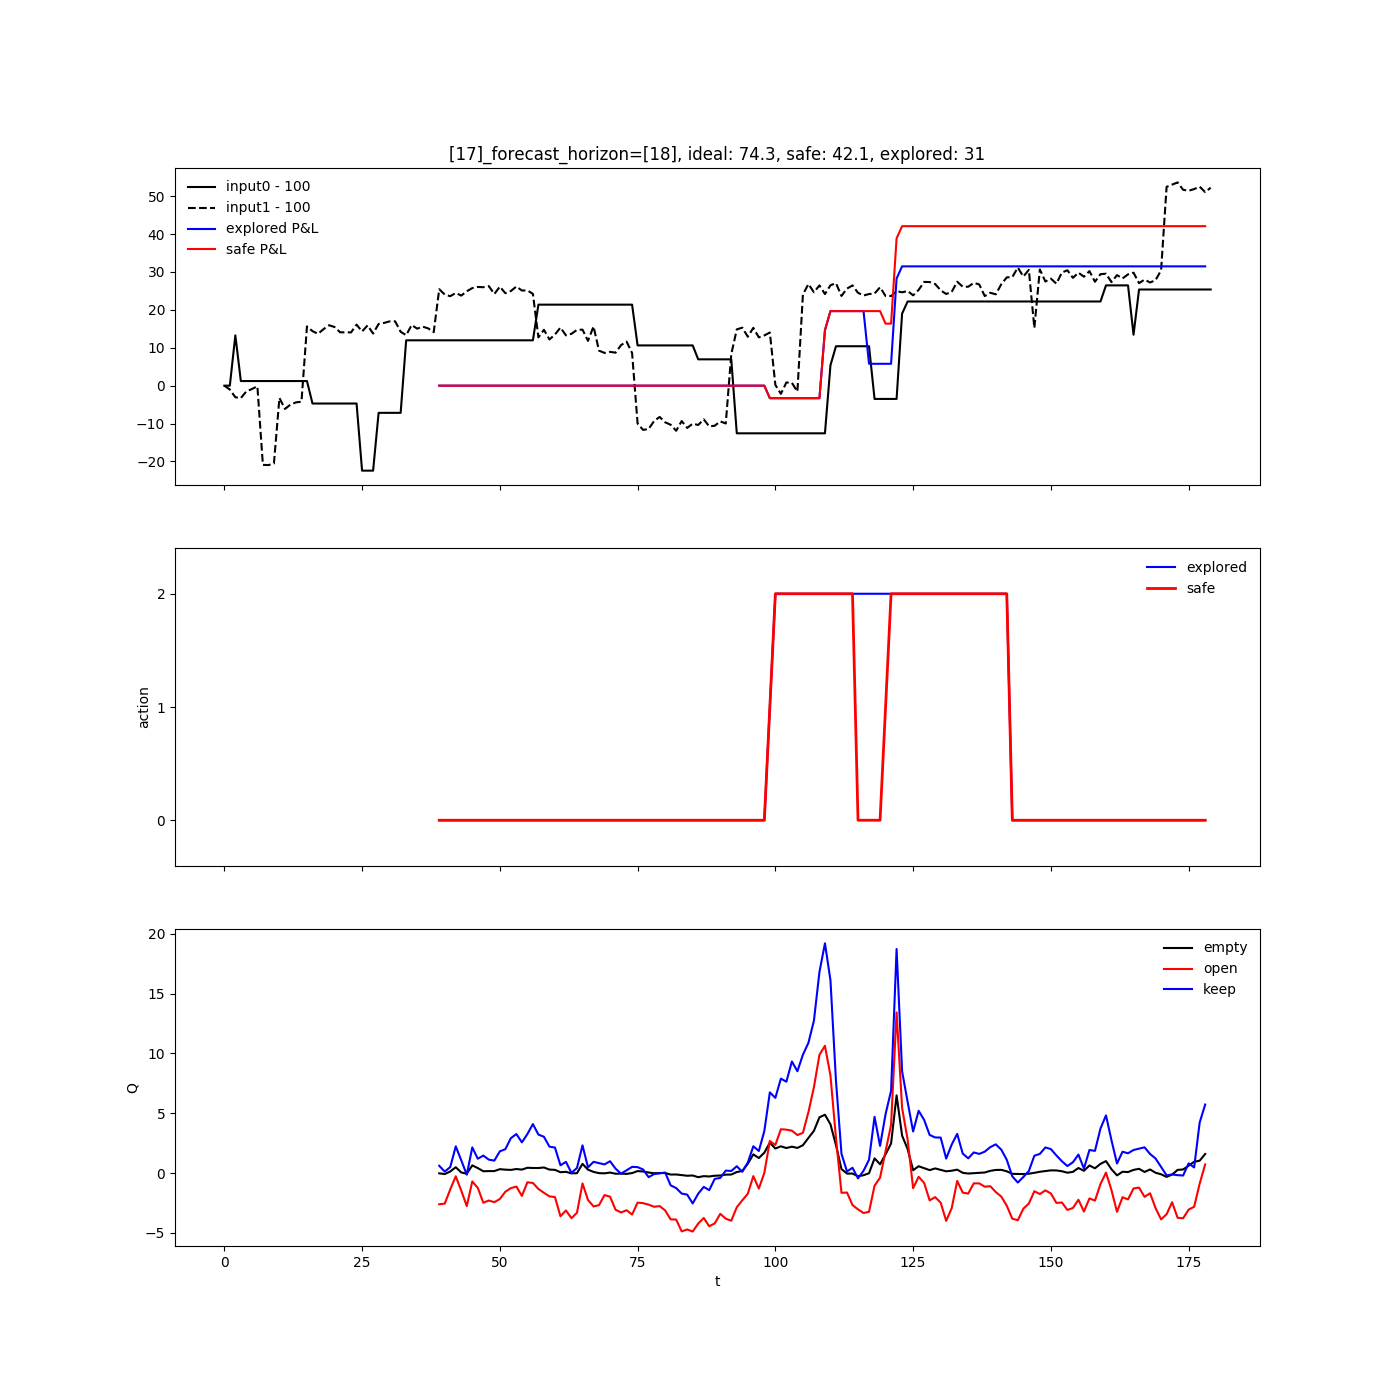 [17]_forecast_horizon=[18], ideal: 74.3, safe: 42.1, explored: 31
input0 - 100
input1 - 100
explored P&L
safe P&L
50
40
30
20
10
0
−10
−20
explored
safe
2
1
0
action
empty
open
keep
20
15
10
5
0
−5
Q
0 25 50 75 100 125 150 175
t